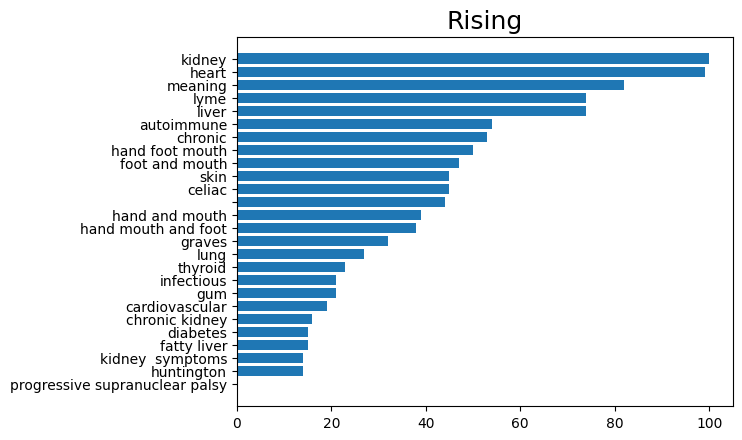 Rising
kidney
heart
meaning
lyme
liver
autoimmune
chronic
hand foot mouth
foot and mouth
skin
celiac
hand and mouth
hand mouth and foot
graves
lung
thyroid
infectious
gum
cardiovascular
chronic kidney
diabetes
fatty liver
kidney  symptoms
huntington
progressive supranuclear palsy
0 20 40 60 80 100